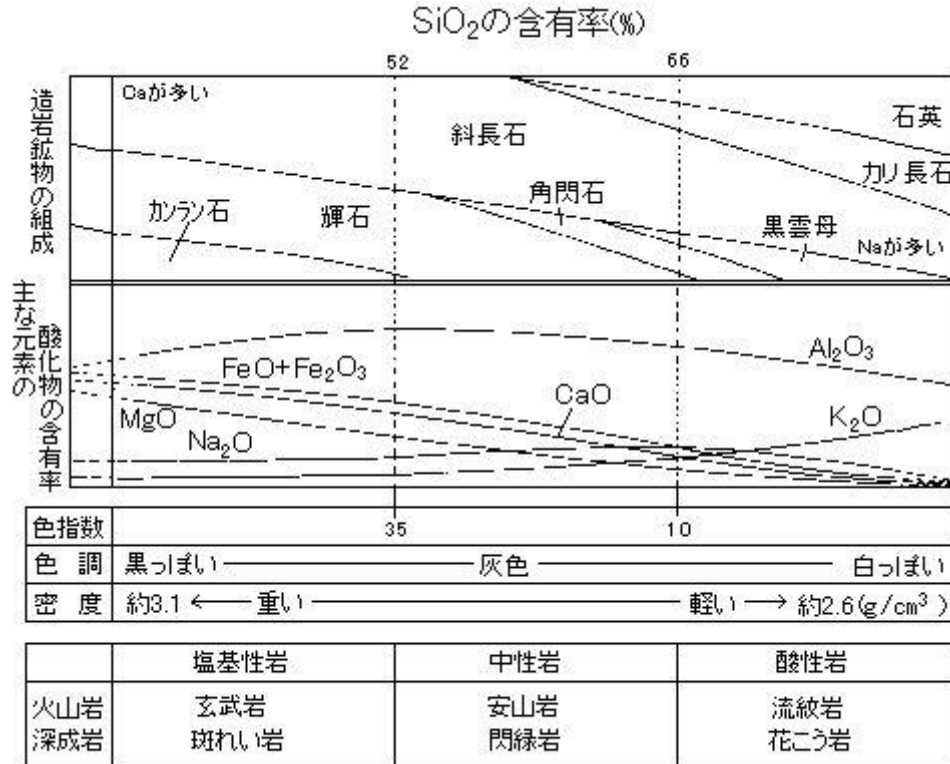 SiO₂の含有率(%)
52
66
造岩鉱物の組成
Caが多い
石英
斜長石
カリ長石
角閃石
カンラン石
輝石
黒雲母
Naが多い
主な元素の
酸化物の含有率
Al₂O₃
FeO+Fe₂O₃
CaO
K₂O
MgO
Na₂O
色指数 35 10
色 調 黒っぽい 灰色 白っぽい
密 度 約3.1 ← 重い 軽い → 約2.6(g/cm³)
塩基性岩 中性岩 酸性岩
火山岩 玄武岩 安山岩 流紋岩
深成岩 斑れい岩 閃緑岩 花こう岩